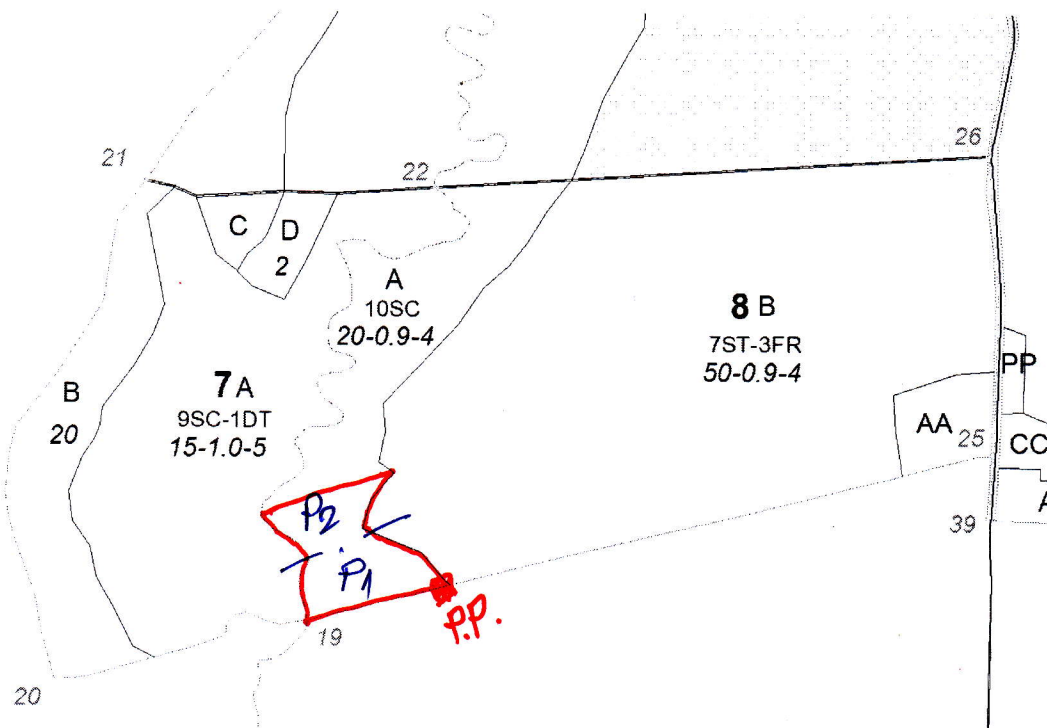 21
22
26
C
D
2
A
10SC
20-0.9-4
8 B
7ST-3FR
50-0.9-4
B
20
7 A
9SC-1DT
15-1.0-5
PP
AA
25
CC
A
39
P2
P1
P.P.
19
20